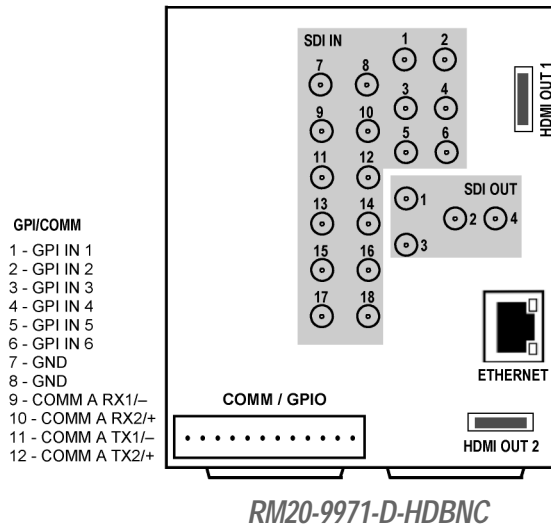 SDI IN
1 2
7 8
3 4
9 10
5 6
11 12
13 14
15 16
17 18
HDMI OUT 1
SDI OUT
1
2 4
3
GPI/COMM
1 - GPI IN 1
2 - GPI IN 2
3 - GPI IN 3
4 - GPI IN 4
5 - GPI IN 5
6 - GPI IN 6
7 - GND
8 - GND
9 - COMM A RX1/–
10 - COMM A RX2/+
11 - COMM A TX1/–
12 - COMM A TX2/+
COMM / GPIO
ETHERNET
HDMI OUT 2
RM20-9971-D-HDBNC